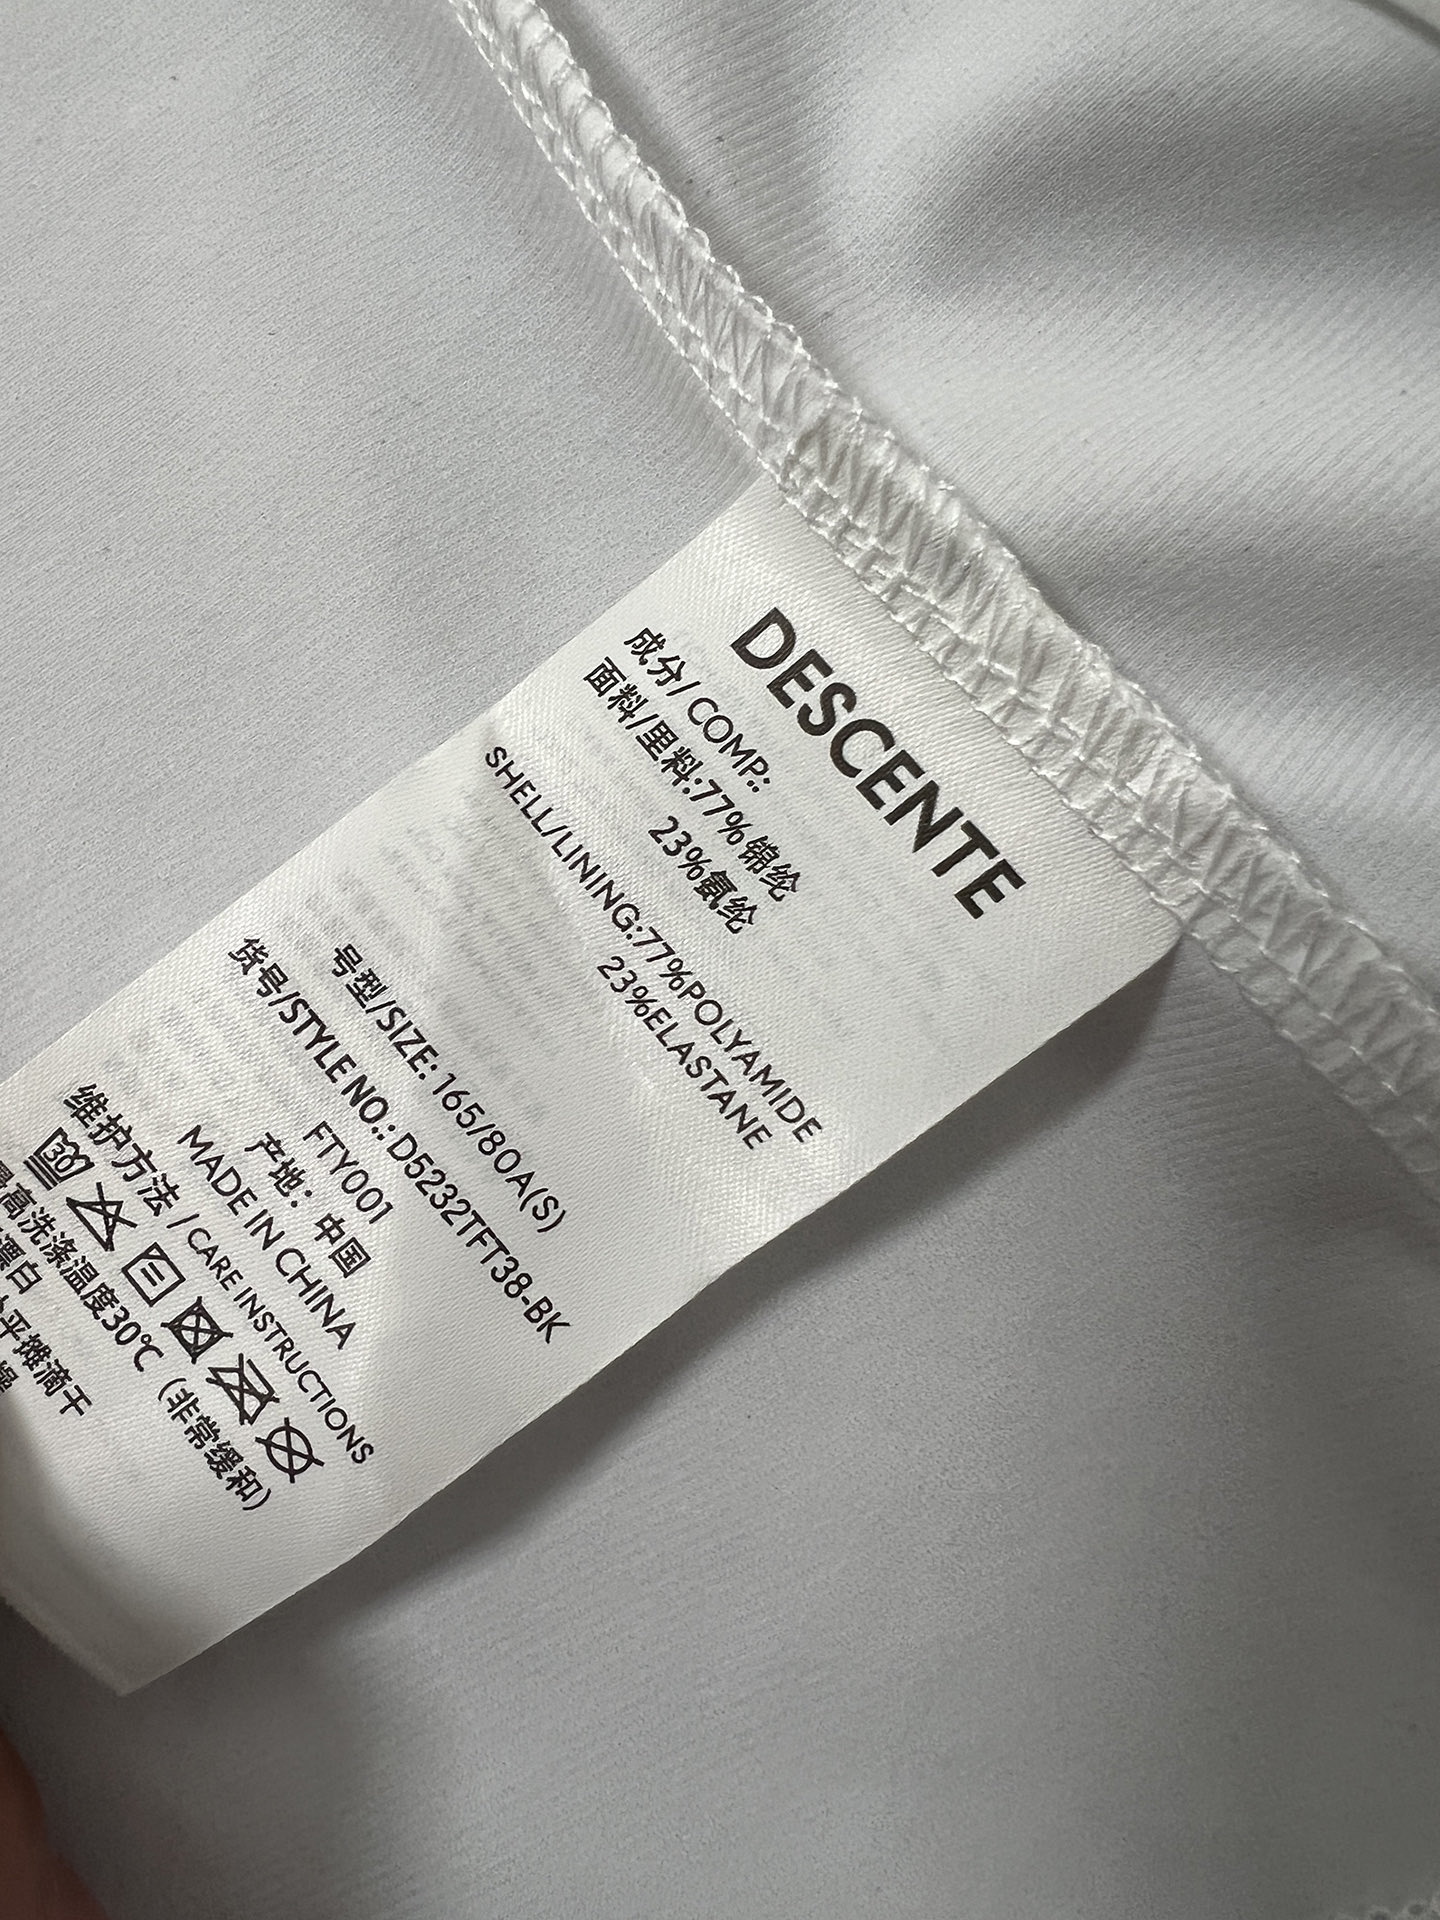 DESCENTE
成分/COMP.:
面料/里料:77%锦纶
23%氨纶
SHELL/LINING:77%POLYAMIDE
23%ELASTANE
号型/SIZE: 165/80A(S)
货号/STYLE NO.: D5232TFT38-BK
FTY001
产地：中国
MADE IN CHINA
维护方法 / CARE INSTRUCTIONS
30
最高洗涤温度30℃（非常缓和）
漂白
平摊滴干